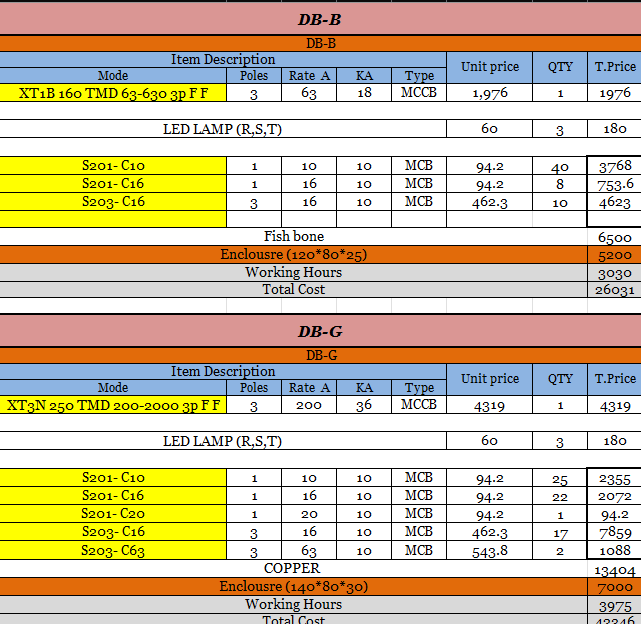 DB-B
DB-B
Item Description Unit price QTY T.Price
Mode Poles Rate A KA Type
XT1B 160 TMD 63-630 3p F F 3 63 18 MCCB 1,976 1 1976
LED LAMP (R,S,T) 60 3 180
S201- C10 1 10 10 MCB 94.2 40 3768
S201- C16 1 16 10 MCB 94.2 8 753.6
S203- C16 3 16 10 MCB 462.3 10 4623
Fish bone 6500
Enclousre (120*80*25) 5200
Working Hours 3030
Total Cost 26031
DB-G
DB-G
Item Description Unit price QTY T.Price
Mode Poles Rate A KA Type
XT3N 250 TMD 200-2000 3p F F 3 200 36 MCCB 4319 1 4319
LED LAMP (R,S,T) 60 3 180
S201- C10 1 10 10 MCB 94.2 25 2355
S201- C16 1 16 10 MCB 94.2 22 2072
S201- C20 1 20 10 MCB 94.2 1 94.2
S203- C16 3 16 10 MCB 462.3 17 7859
S203- C63 3 63 10 MCB 543.8 2 1088
COPPER 13404
Enclousre (140*80*30) 7000
Working Hours 3975
Total Cost